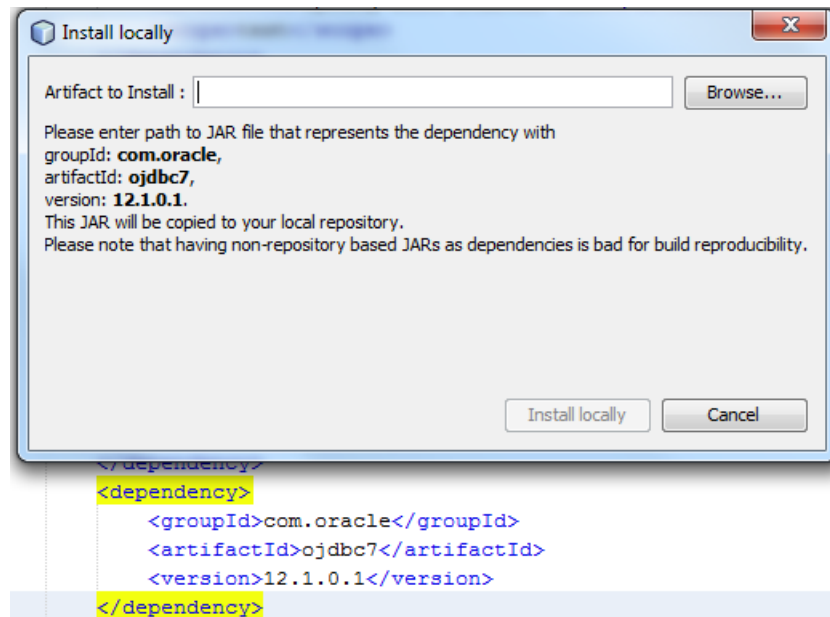 Install locally
Artifact to Install :
Browse...
Please enter path to JAR file that represents the dependency with
groupId: com.oracle,
artifactId: ojdbc7,
version: 12.1.0.1.
This JAR will be copied to your local repository.
Please note that having non-repository based JARs as dependencies is bad for build reproducibility.
Install locally
Cancel
</dependency>
<dependency>
<groupId>com.oracle</groupId>
<artifactId>ojdbc7</artifactId>
<version>12.1.0.1</version>
</dependency>